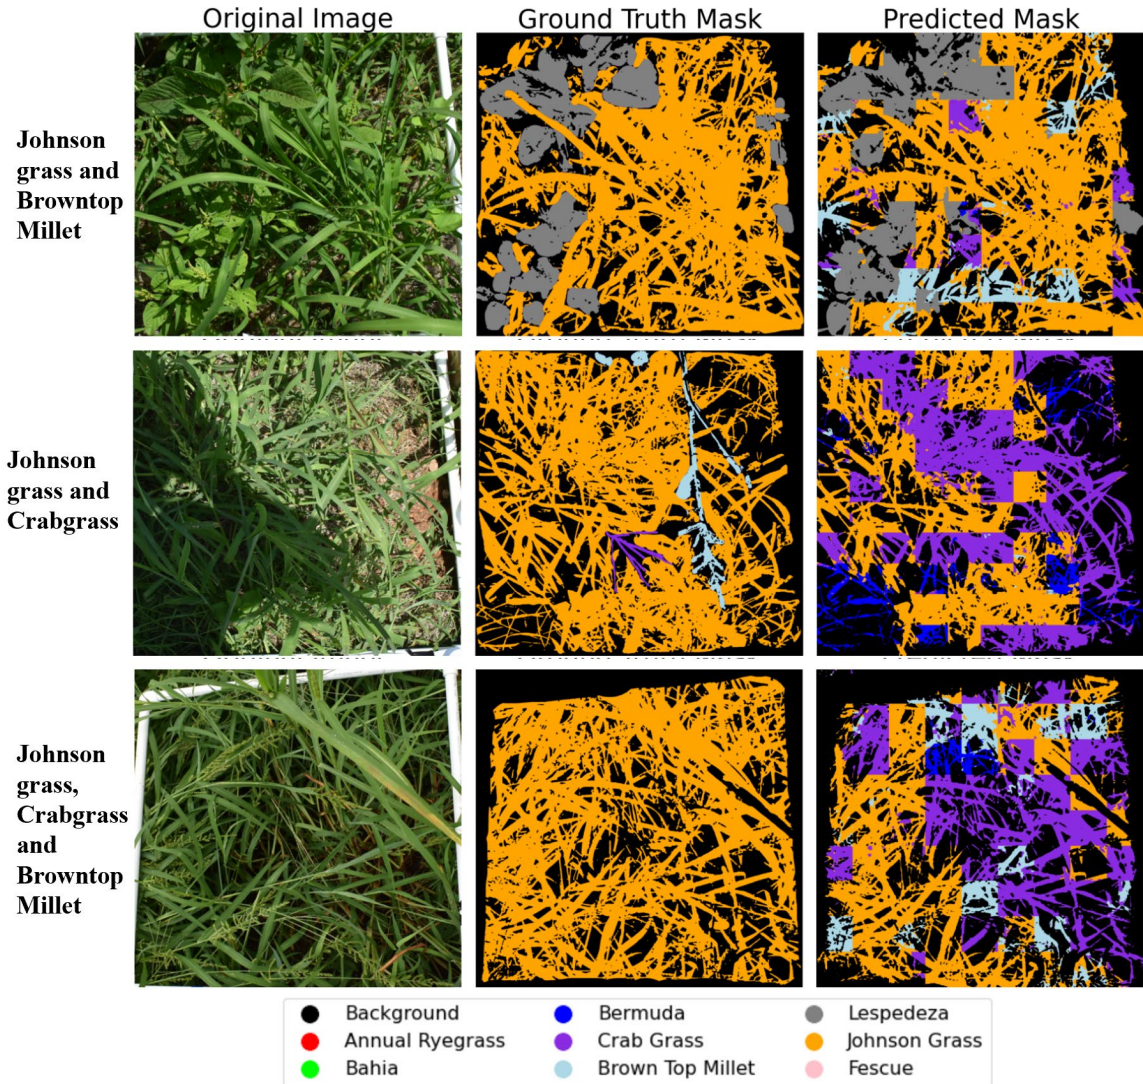 Original Image
Ground Truth Mask
Predicted Mask
Johnson
grass and
Browntop
Millet
Johnson
grass and
Crabgrass
Johnson
grass,
Crabgrass
and
Browntop
Millet
Background
Bermuda
Lespedeza
Annual Ryegrass
Crab Grass
Johnson Grass
Bahia
Brown Top Millet
Fescue